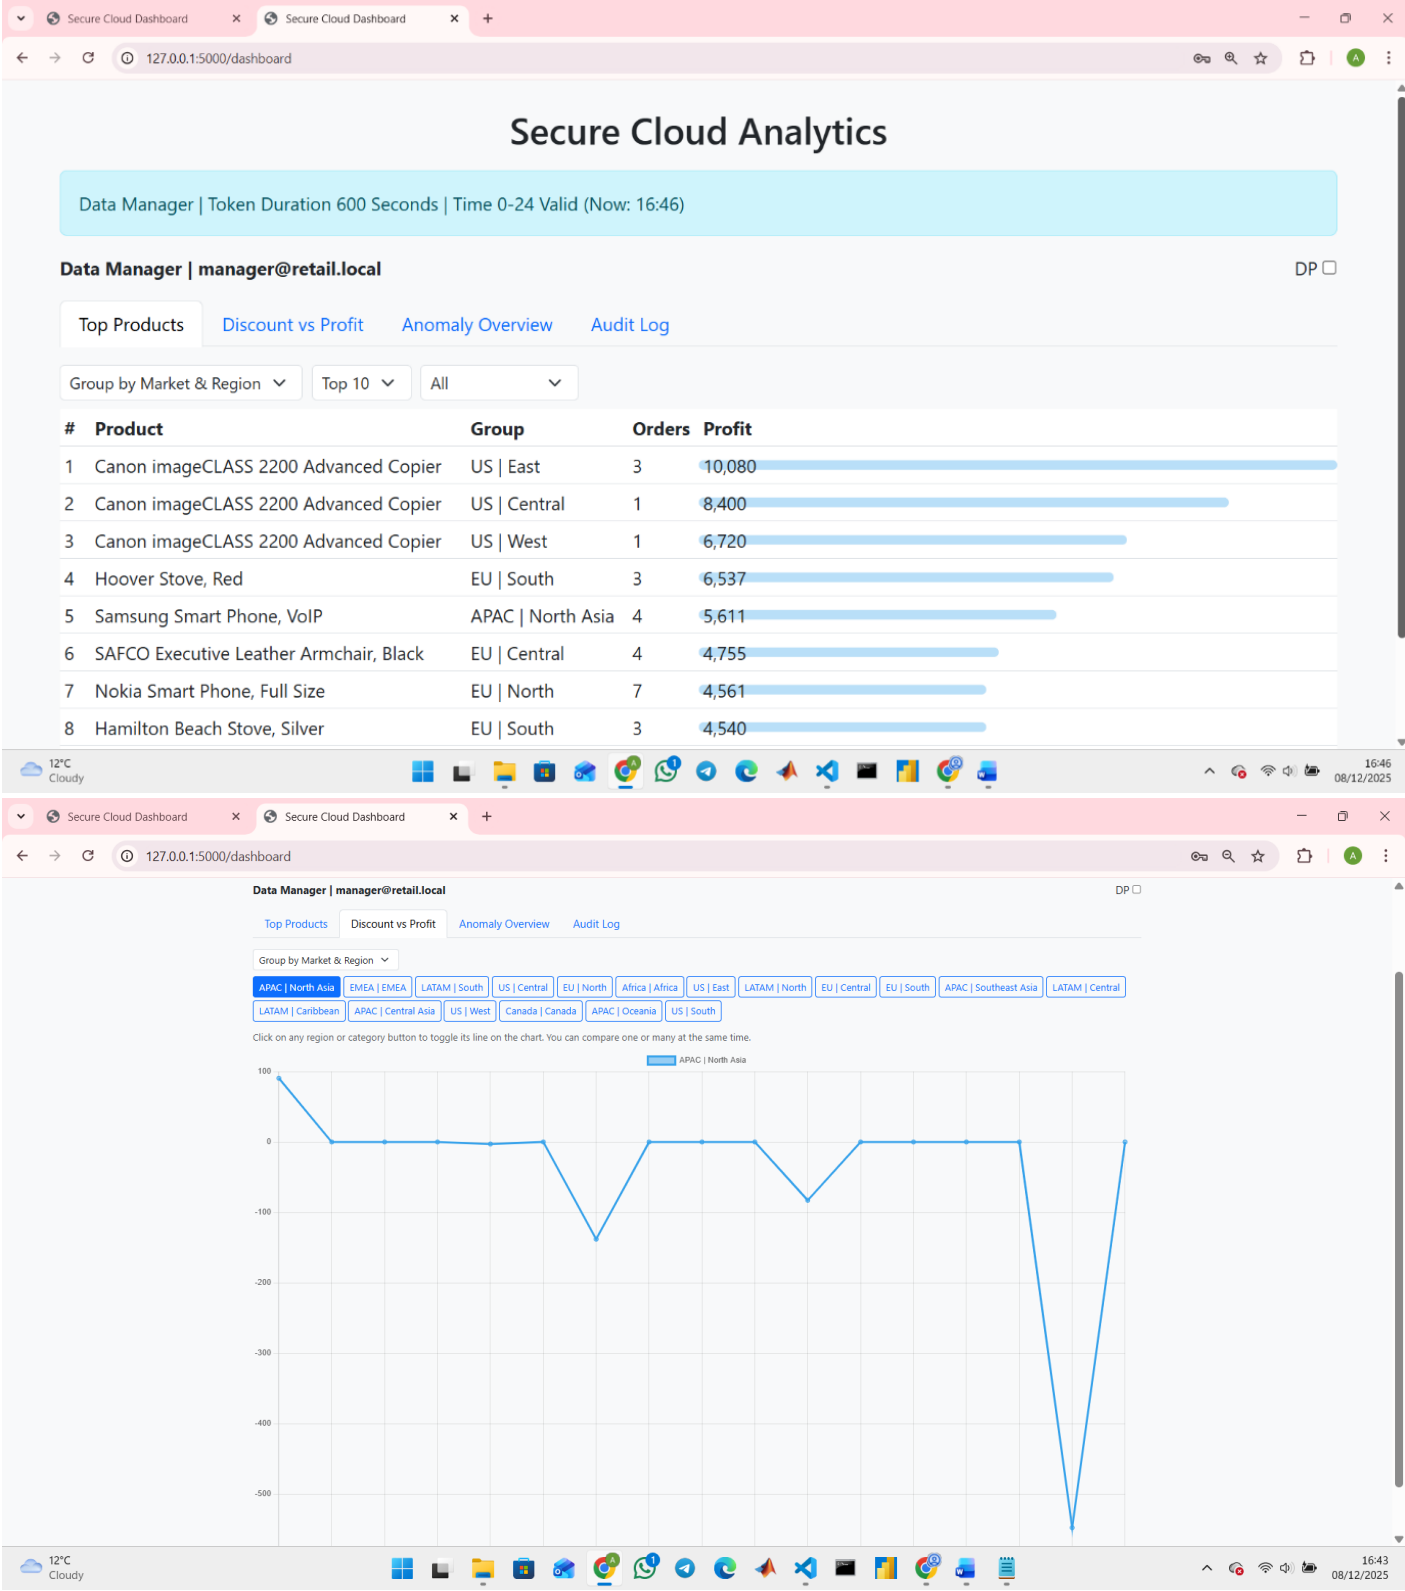 Secure Cloud Dashboard
Secure Cloud Dashboard
127.0.0.1:5000/dashboard
A
Secure Cloud Analytics
Data Manager | Token Duration 600 Seconds | Time 0-24 Valid (Now: 16:46)
Data Manager | manager@retail.local
DP
Top Products Discount vs Profit Anomaly Overview Audit Log
Group by Market & Region Top 10 All
# Product Group Orders Profit
1 Canon imageCLASS 2200 Advanced Copier US | East 3 10,080
2 Canon imageCLASS 2200 Advanced Copier US | Central 1 8,400
3 Canon imageCLASS 2200 Advanced Copier US | West 1 6,720
4 Hoover Stove, Red EU | South 3 6,537
5 Samsung Smart Phone, VoIP APAC | North Asia 4 5,611
6 SAFCO Executive Leather Armchair, Black EU | Central 4 4,755
7 Nokia Smart Phone, Full Size EU | North 7 4,561
8 Hamilton Beach Stove, Silver EU | South 3 4,540
12°C
Cloudy
1
16:46
08/12/2025
Secure Cloud Dashboard
Secure Cloud Dashboard
127.0.0.1:5000/dashboard
A
Data Manager | manager@retail.local
DP
Top Products Discount vs Profit Anomaly Overview Audit Log
Group by Market & Region
APAC | North Asia EMEA | EMEA LATAM | South US | Central EU | North Africa | Africa US | East LATAM | North EU | Central EU | South APAC | Southeast Asia LATAM | Central
LATAM | Caribbean APAC | Central Asia US | West Canada | Canada APAC | Oceania US | South
Click on any region or category button to toggle its line on the chart. You can compare one or many at the same time.
APAC | North Asia
100
0
-100
-200
-300
-400
-500
12°C
Cloudy
1
16:43
08/12/2025